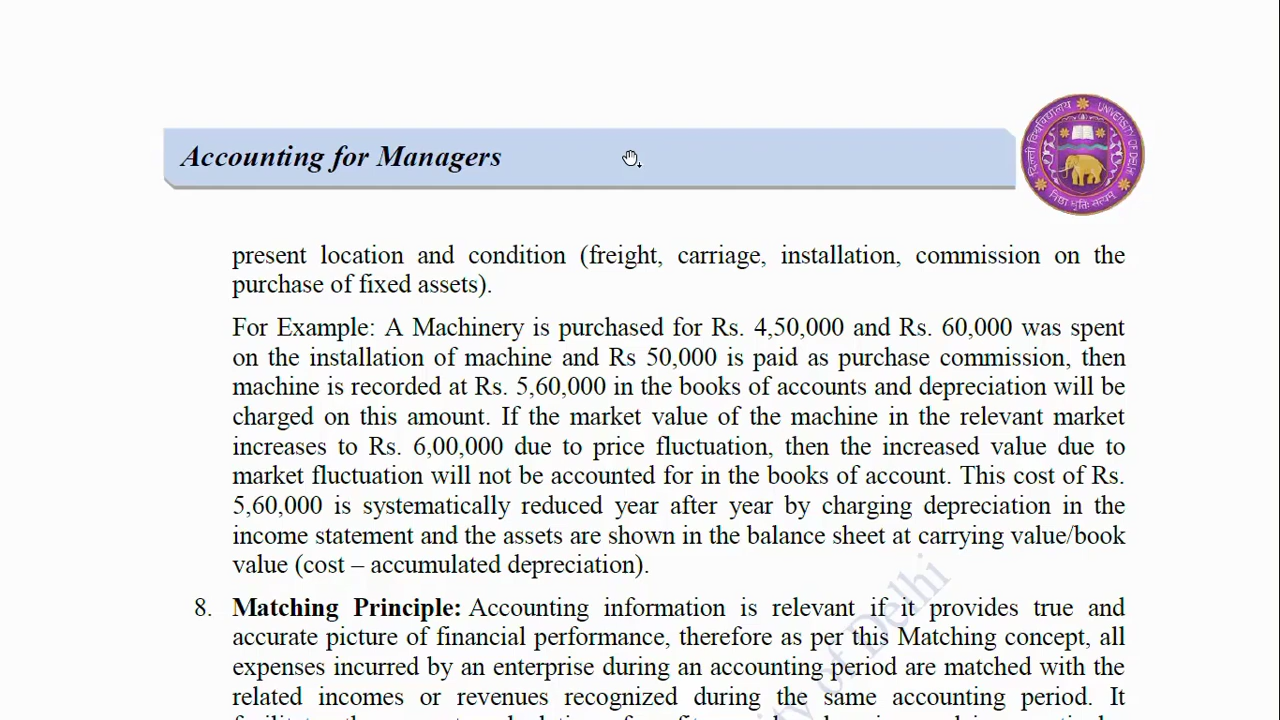 Accounting for Managers
UNIVERSITY OF DELHI
दिल्ली विश्वविद्यालय
निष्ठा धृतिः सत्यम्
present location and condition (freight, carriage, installation, commission on the
purchase of fixed assets).
For Example: A Machinery is purchased for Rs. 4,50,000 and Rs. 60,000 was spent
on the installation of machine and Rs 50,000 is paid as purchase commission, then
machine is recorded at Rs. 5,60,000 in the books of accounts and depreciation will be
charged on this amount. If the market value of the machine in the relevant market
increases to Rs. 6,00,000 due to price fluctuation, then the increased value due to
market fluctuation will not be accounted for in the books of account. This cost of Rs.
5,60,000 is systematically reduced year after year by charging depreciation in the
income statement and the assets are shown in the balance sheet at carrying value/book
value (cost – accumulated depreciation).
8. Matching Principle: Accounting information is relevant if it provides true and
accurate picture of financial performance, therefore as per this Matching concept, all
expenses incurred by an enterprise during an accounting period are matched with the
related incomes or revenues recognized during the same accounting period. It
of Delhi